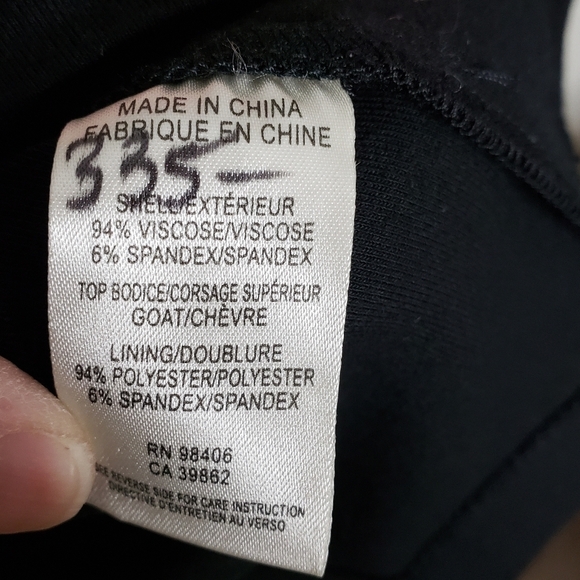 MADE IN CHINA
FABRIQUE EN CHINE
335-
SHELL/EXTÉRIEUR
94% VISCOSE/VISCOSE
6% SPANDEX/SPANDEX
TOP BODICE/CORSAGE SUPÉRIEUR
GOAT/CHÈVRE
LINING/DOUBLURE
94% POLYESTER/POLYESTER
6% SPANDEX/SPANDEX
RN 98406
CA 39862
REVERSE SIDE FOR CARE INSTRUCTION
DIRECTIVE D'ENTRETIEN AU VERSO